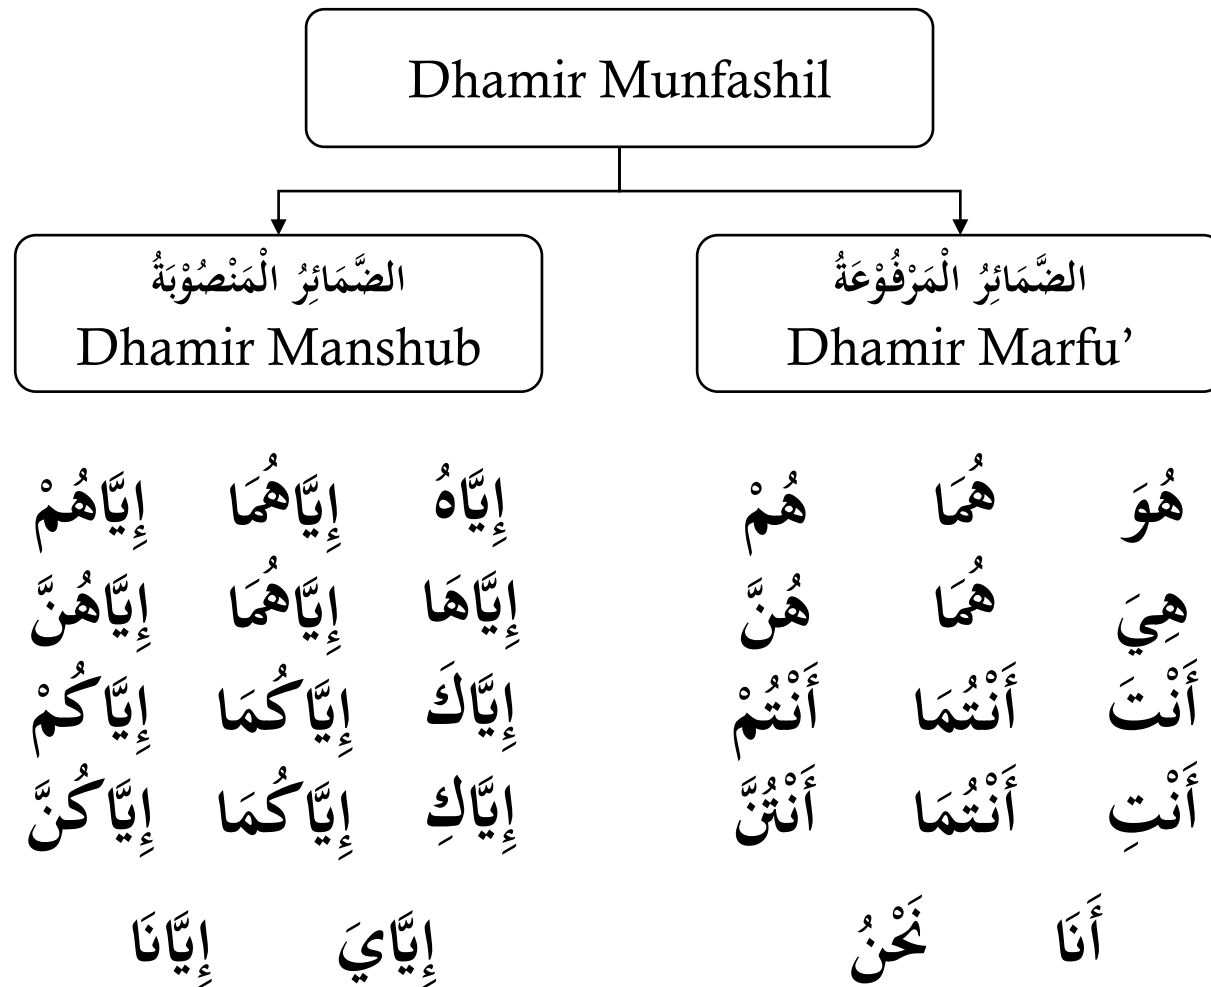 Dhamir Munfashil
الضَّمَائِرُ الْمَرْفُوْعَةُ
Dhamir Marfu’
هُوَ هُمَا هُمْ
هِيَ هُمَا هُنَّ
أَنْتَ أَنْتُمَا أَنْتُمْ
أَنْتِ أَنْتُمَا أَنْتُنَّ
أَنَا نَحْنُ
الضَّمَائِرُ الْمَنْصُوْبَةُ
Dhamir Manshub
إِيَّاهُ إِيَّاهُمَا إِيَّاهُمْ
إِيَّاهَا إِيَّاهُمَا إِيَّاهُنَّ
إِيَّاكَ إِيَّاكُمَا إِيَّاكُمْ
إِيَّاكِ إِيَّاكُمَا إِيَّاكُنَّ
إِيَّايَ إِيَّانَا